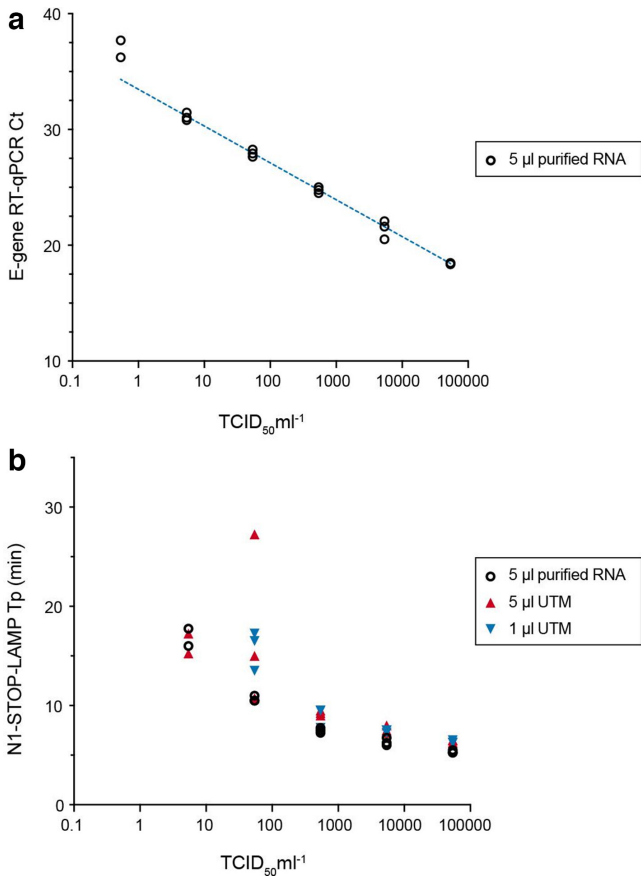 a
40
30
20
10
E-gene RT-qPCR Ct
0.1 1 10 100 1000 10000 100000
TCID50ml-1
5 µl purified RNA
b
30
20
10
0
N1-STOP-LAMP Tp (min)
0.1 1 10 100 1000 10000 100000
TCID50ml-1
5 µl purified RNA
5 µl UTM
1 µl UTM